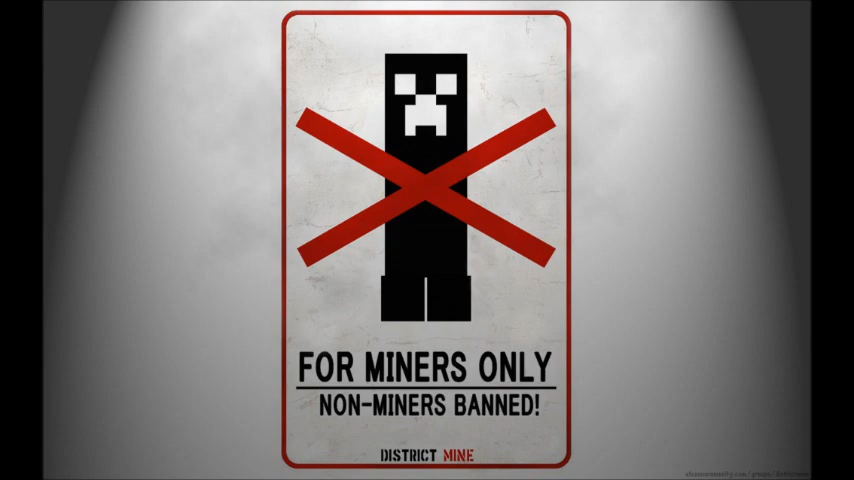 FOR MINERS ONLY
NON-MINERS BANNED!
DISTRICT MINE